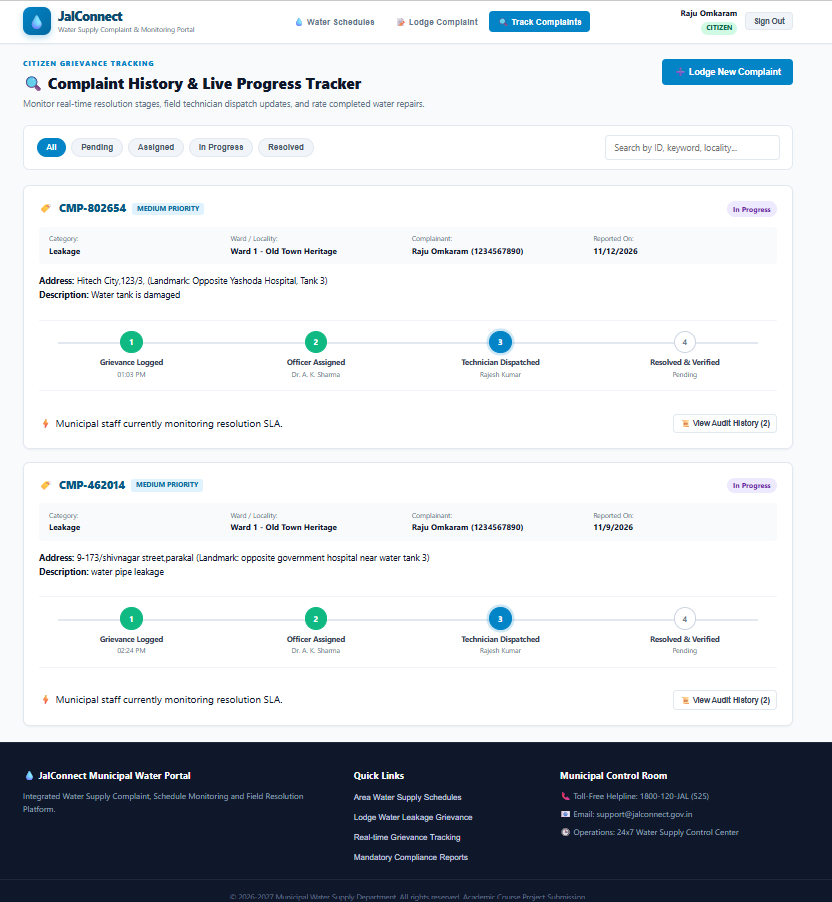 JalConnect
Water Supply Complaint & Monitoring Portal
Water Schedules
Lodge Complaint
Track Complaints
Raju Omkaram
CITIZEN
Sign Out
CITIZEN GRIEVANCE TRACKING
Complaint History & Live Progress Tracker
Monitor real-time resolution stages, field technician dispatch updates, and rate completed water repairs.
+ Lodge New Complaint
All
Pending
Assigned
In Progress
Resolved
Search by ID, keyword, locality...
CMP-802654 MEDIUM PRIORITY
In Progress
Category: Ward / Locality: Complainant: Reported On:
Leakage Ward 1 - Old Town Heritage Raju Omkaram (1234567890) 11/12/2026
Address: Hitech City,123/3, (Landmark: Opposite Yashoda Hospital, Tank 3)
Description: Water tank is damaged
1 2 3 4
Grievance Logged Officer Assigned Technician Dispatched Resolved & Verified
01:03 PM Dr. A. K. Sharma Rajesh Kumar Pending
Municipal staff currently monitoring resolution SLA.
View Audit History (2)
CMP-462014 MEDIUM PRIORITY
In Progress
Category: Ward / Locality: Complainant: Reported On:
Leakage Ward 1 - Old Town Heritage Raju Omkaram (1234567890) 11/9/2026
Address: 9-173/shivnagar street,parakal (Landmark: opposite government hospital near water tank 3)
Description: water pipe leakage
1 2 3 4
Grievance Logged Officer Assigned Technician Dispatched Resolved & Verified
02:24 PM Dr. A. K. Sharma Rajesh Kumar Pending
Municipal staff currently monitoring resolution SLA.
View Audit History (2)
JalConnect Municipal Water Portal
Integrated Water Supply Complaint, Schedule Monitoring and Field Resolution
Platform.
Quick Links
Area Water Supply Schedules
Lodge Water Leakage Grievance
Real-time Grievance Tracking
Mandatory Compliance Reports
Municipal Control Room
Toll-Free Helpline: 1800-120-JAL (525)
Email: support@jalconnect.gov.in
Operations: 24x7 Water Supply Control Center
© 2026-2027 Municipal Water Supply Department. All rights reserved. Academic Course Project Submission.